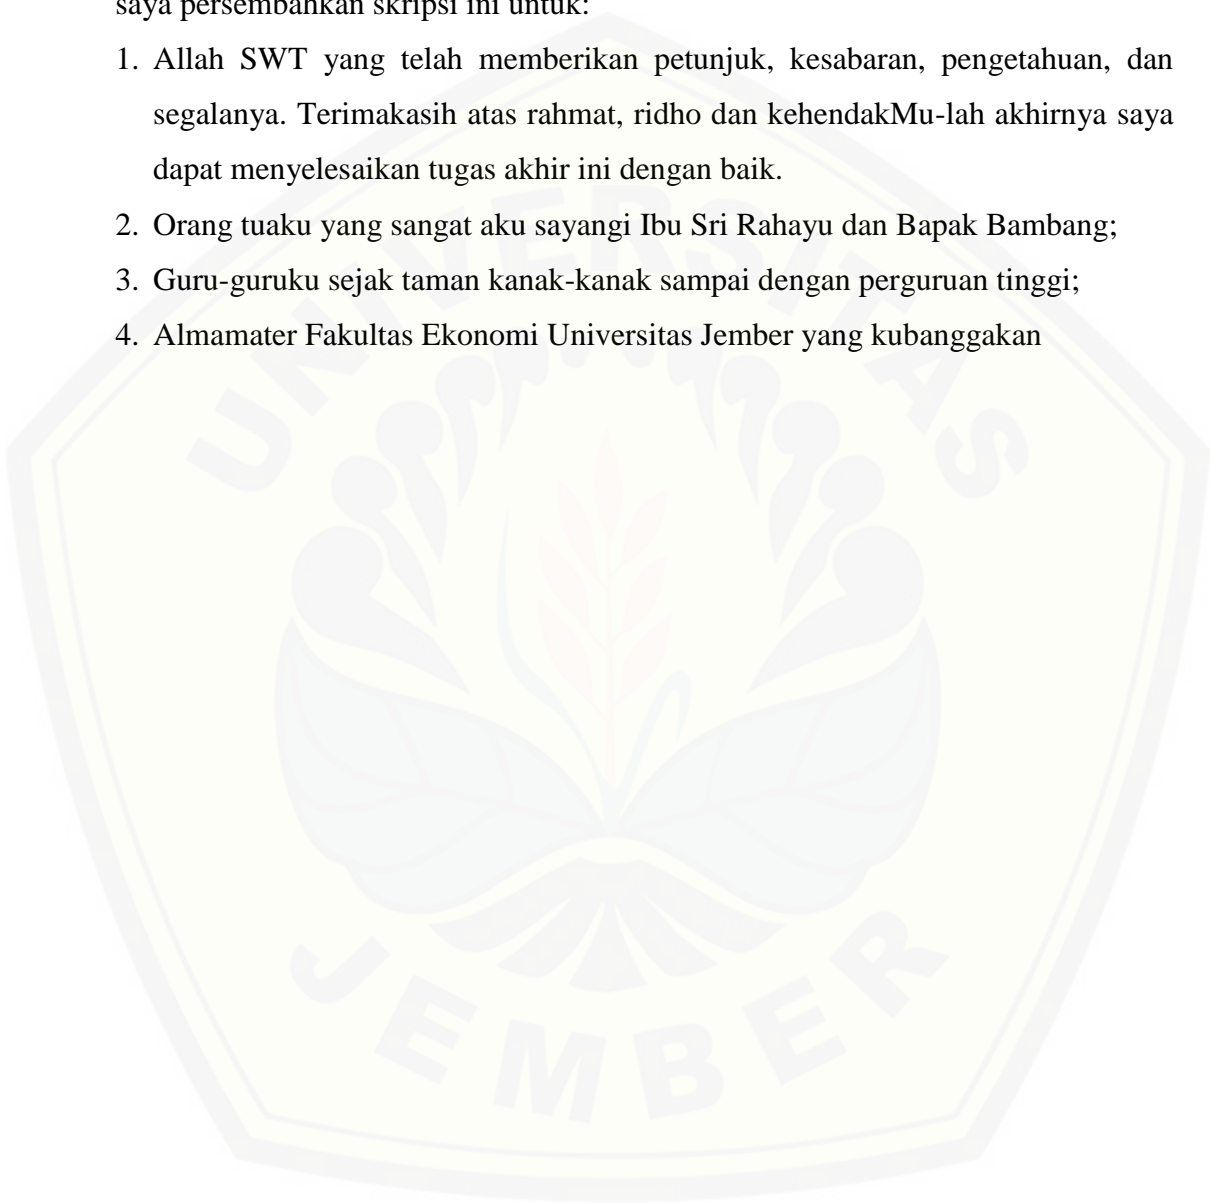 saya persembahkan skripsi ini untuk:
1. Allah SWT yang telah memberikan petunjuk, kesabaran, pengetahuan, dan
segalanya. Terimakasih atas rahmat, ridho dan kehendakMu-lah akhirnya saya
dapat menyelesaikan tugas akhir ini dengan baik.
2. Orang tuaku yang sangat aku sayangi Ibu Sri Rahayu dan Bapak Bambang;
3. Guru-guruku sejak taman kanak-kanak sampai dengan perguruan tinggi;
4. Almamater Fakultas Ekonomi Universitas Jember yang kubanggakan
UNIVERSITAS
JEMBER